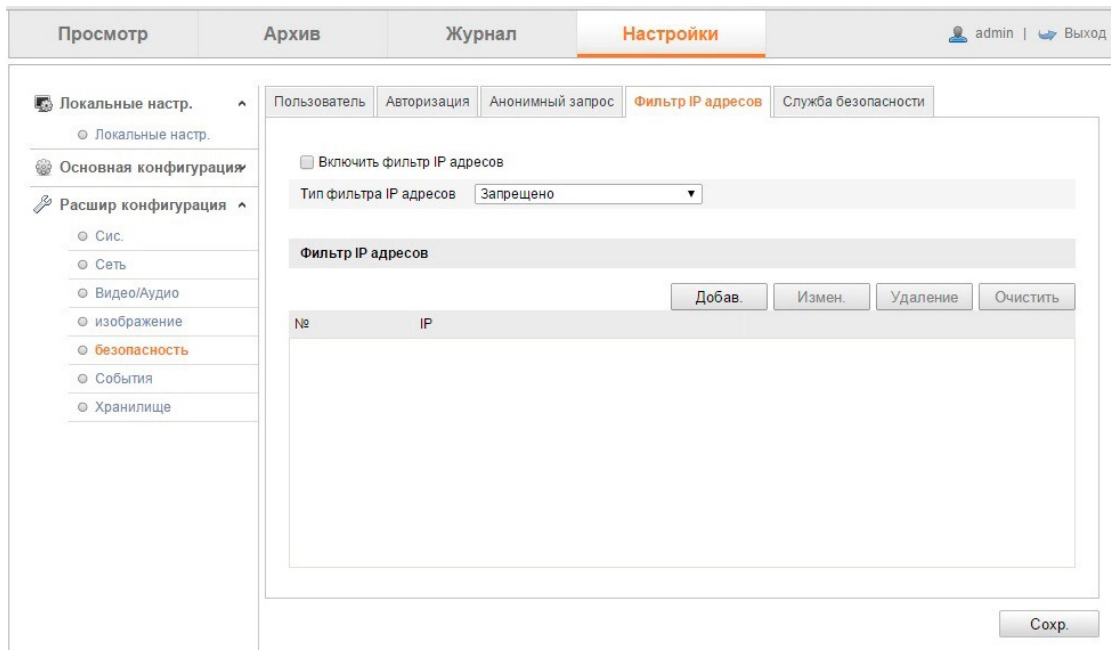 Просмотр Архив Журнал Настройки admin | Выход
Локальные настр.
Локальные настр.
Основная конфигурация
Расшир конфигурация
Сис.
Сеть
Видео/Аудио
изображение
безопасность
События
Хранилище
Пользователь Авторизация Анонимный запрос Фильтр IP адресов Служба безопасности
Включить фильтр IP адресов
Тип фильтра IP адресов Запрещено
Фильтр IP адресов
Добав. Измен. Удаление Очистить
№ IP
Сохр.